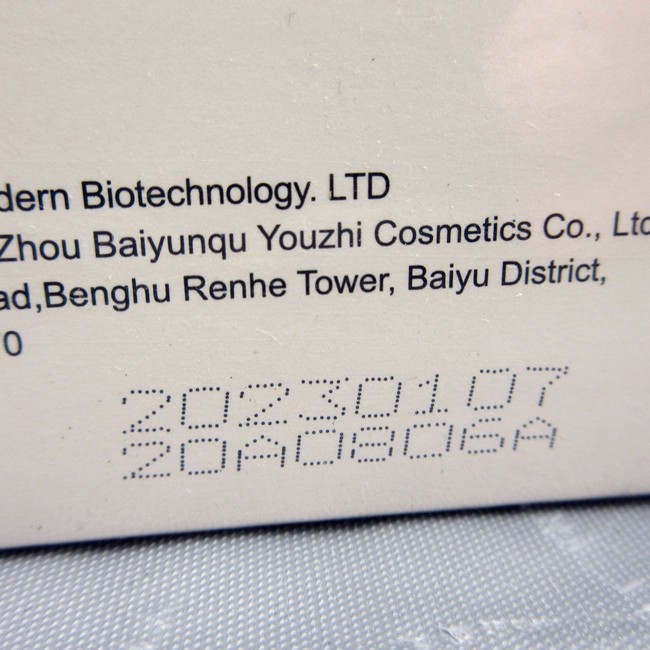 dern Biotechnology. LTD
Zhou Baiyunqu Youzhi Cosmetics Co., Ltd
ad,Benghu Renhe Tower, Baiyu District,
0
20230107
20A0806A